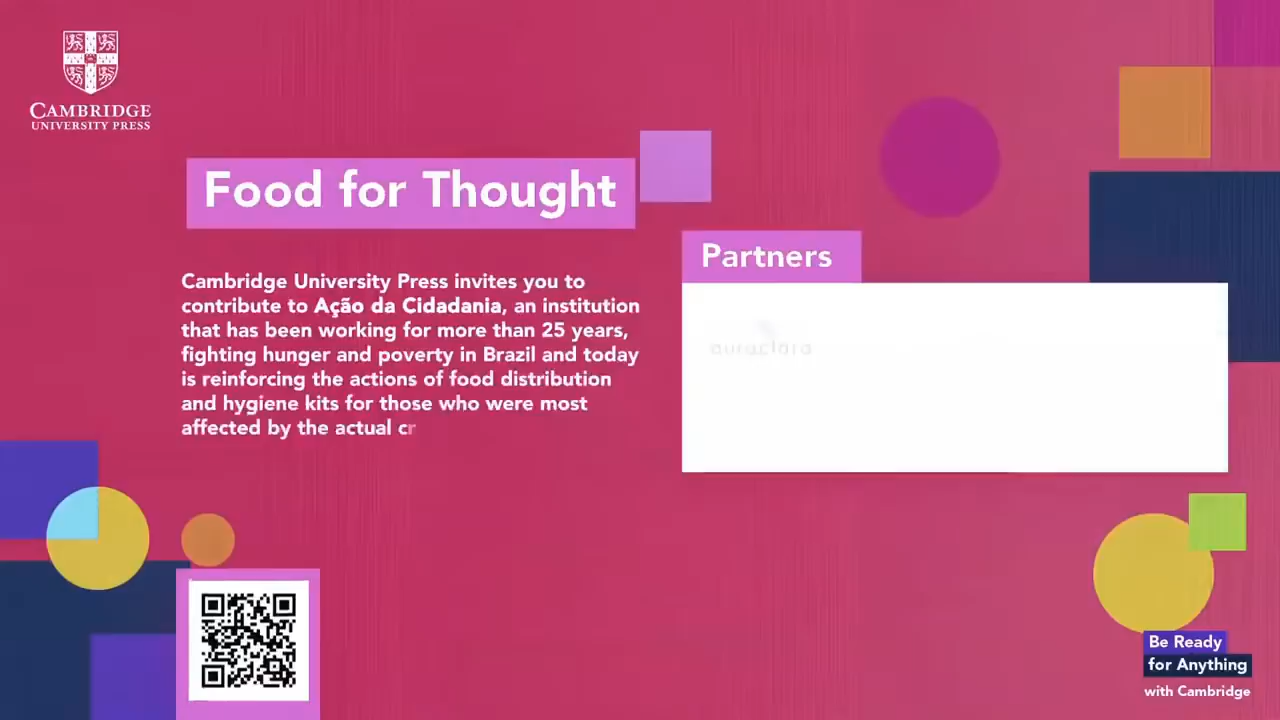 CAMBRIDGE
UNIVERSITY PRESS
Food for Thought
Cambridge University Press invites you to
contribute to Ação da Cidadania, an institution
that has been working for more than 25 years,
fighting hunger and poverty in Brazil and today
is reinforcing the actions of food distribution
and hygiene kits for those who were most
affected by the actual cr
Partners
auraclara
Be Ready
for Anything
with Cambridge